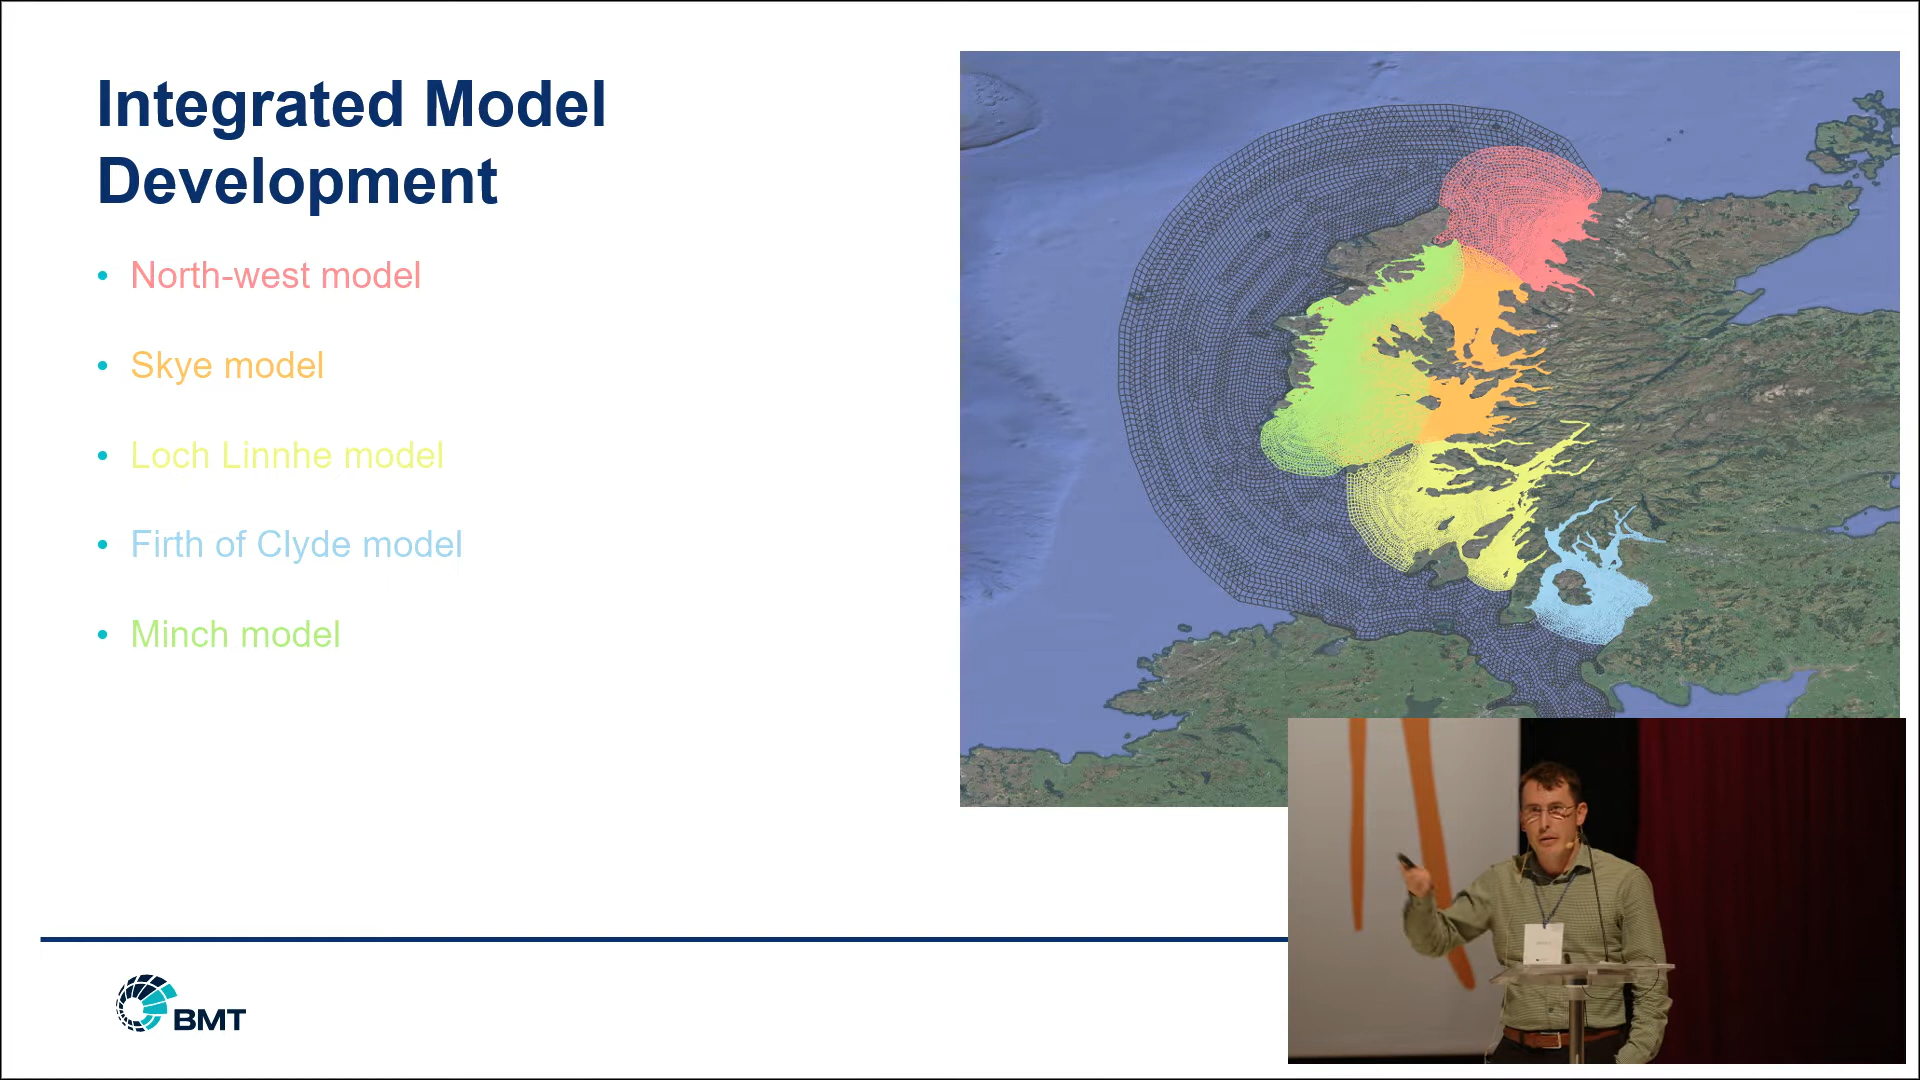 Integrated Model
Development
• North-west model
• Skye model
• Loch Linnhe model
• Firth of Clyde model
• Minch model
BMT